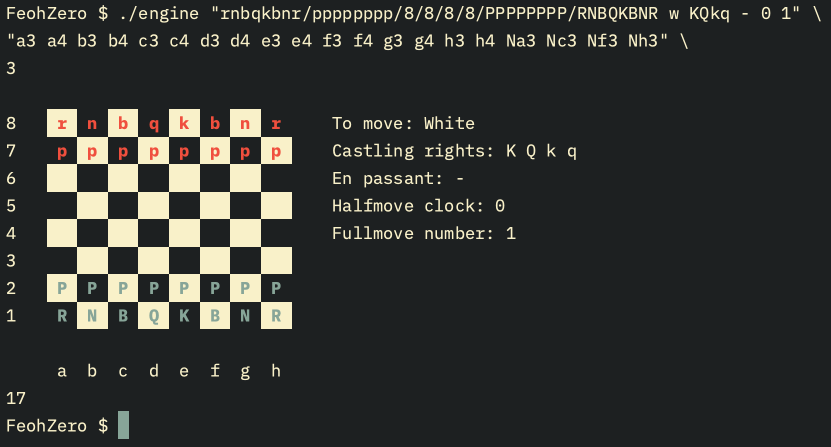 FeohZero $ ./engine "rnbqkbnr/pppppppp/8/8/8/8/PPPPPPPP/RNBQKBNR w KQkq - 0 1" \
"a3 a4 b3 b4 c3 c4 d3 d4 e3 e4 f3 f4 g3 g4 h3 h4 Na3 Nc3 Nf3 Nh3" \
3
8 r n b q k b n r To move: White
7 p p p p p p p p Castling rights: K Q k q
6 En passant: -
5 Halfmove clock: 0
4 Fullmove number: 1
3
2 P P P P P P P P
1 R N B Q K B N R
a b c d e f g h
17
FeohZero $